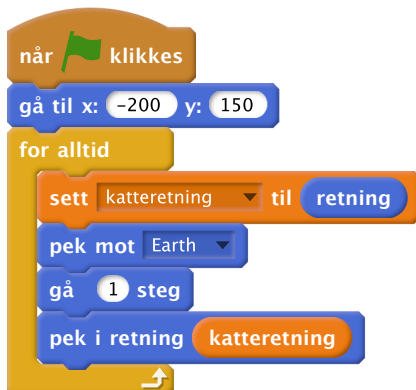 når klikkes
gå til x: -200 y: 150
for alltid
sett katteretning til retning
pek mot Earth
gå 1 steg
pek i retning katteretning